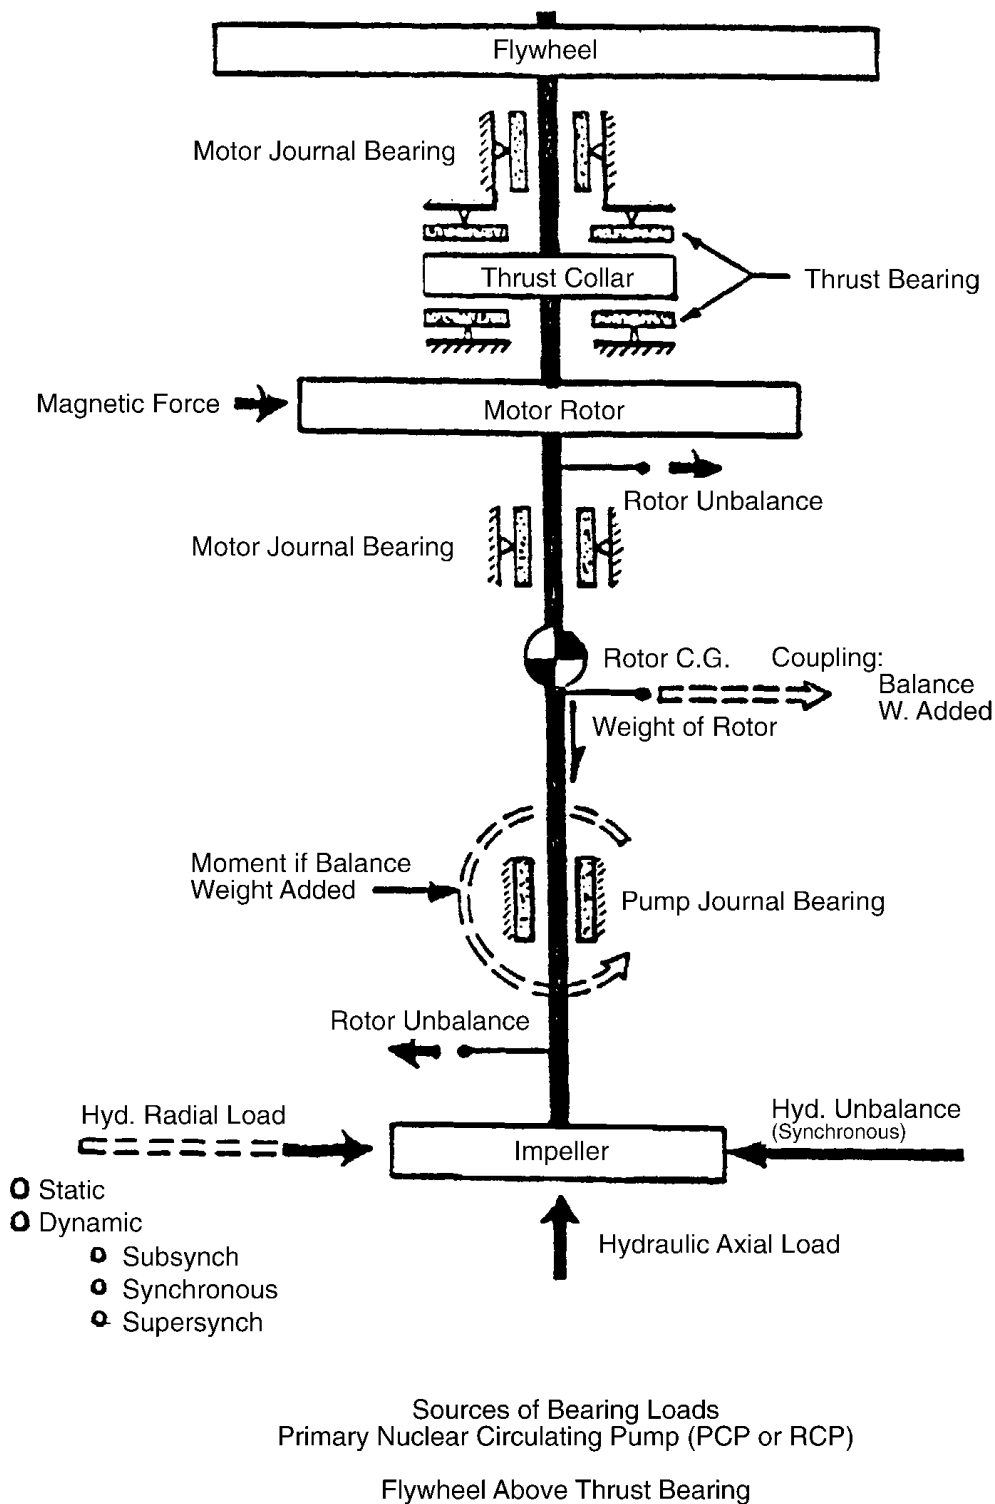 Flywheel
Motor Journal Bearing
Thrust Collar
Thrust Bearing
Magnetic Force
Motor Rotor
Rotor Unbalance
Motor Journal Bearing
Rotor C.G.
Coupling:
Balance
W. Added
Weight of Rotor
Moment if Balance
Weight Added
Pump Journal Bearing
Rotor Unbalance
Hyd. Radial Load
Hyd. Unbalance
(Synchronous)
Impeller
Static
Dynamic
Subsynch
Synchronous
Supersynch
Hydraulic Axial Load
Sources of Bearing Loads
Primary Nuclear Circulating Pump (PCP or RCP)
Flywheel Above Thrust Bearing